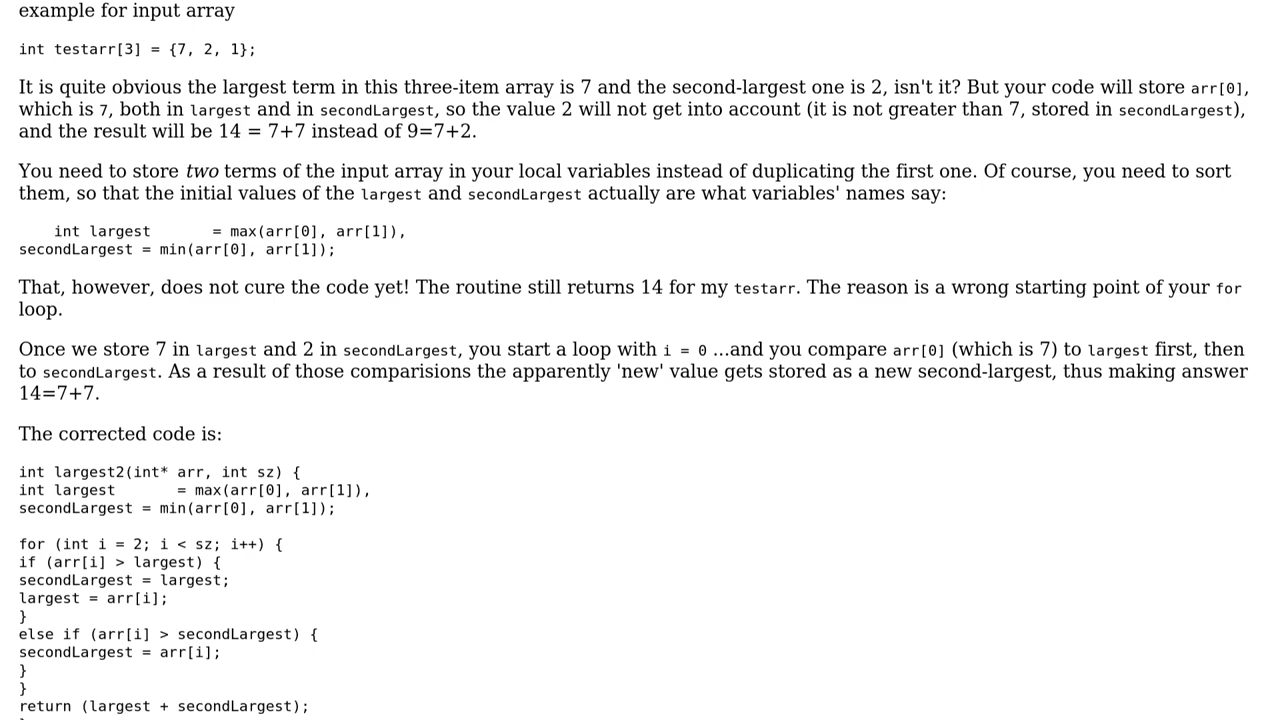 example for input array
int testarr[3] = {7, 2, 1};
It is quite obvious the largest term in this three-item array is 7 and the second-largest one is 2, isn't it? But your code will store arr[0],
which is 7, both in largest and in secondLargest, so the value 2 will not get into account (it is not greater than 7, stored in secondLargest),
and the result will be 14 = 7+7 instead of 9=7+2.
You need to store two terms of the input array in your local variables instead of duplicating the first one. Of course, you need to sort
them, so that the initial values of the largest and secondLargest actually are what variables' names say:
    int largest       = max(arr[0], arr[1]),
secondLargest = min(arr[0], arr[1]);
That, however, does not cure the code yet! The routine still returns 14 for my testarr. The reason is a wrong starting point of your for
loop.
Once we store 7 in largest and 2 in secondLargest, you start a loop with i = 0 ...and you compare arr[0] (which is 7) to largest first, then
to secondLargest. As a result of those comparisions the apparently 'new' value gets stored as a new second-largest, thus making answer
14=7+7.
The corrected code is:
int largest2(int* arr, int sz) {
int largest       = max(arr[0], arr[1]),
secondLargest = min(arr[0], arr[1]);
for (int i = 2; i < sz; i++) {
if (arr[i] > largest) {
secondLargest = largest;
largest = arr[i];
}
else if (arr[i] > secondLargest) {
secondLargest = arr[i];
}
}
return (largest + secondLargest);